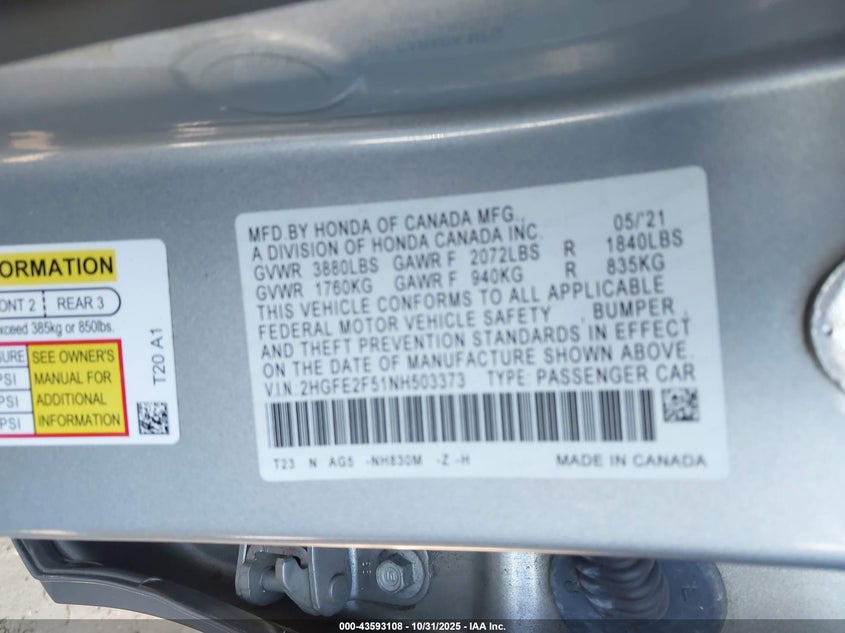 MFD.BY HONDA OF CANADA MFG., 05/'21
A DIVISION OF HONDA CANADA INC.
GVWR 3880LBS GAWR F 2072LBS R 1840LBS
GVWR 1760KG GAWR F 940KG R 835KG
THIS VEHICLE CONFORMS TO ALL APPLICABLE
FEDERAL MOTOR VEHICLE SAFETY , BUMPER ,
AND THEFT PREVENTION STANDARDS IN EFFECT
ON THE DATE OF MANUFACTURE SHOWN ABOVE.
V.I.N. 2HGFE2F51NH503373 TYPE: PASSENGER CAR
T23 N AG5 -NH830M -Z -H MADE IN CANADA
ORMATION
ONT 2 REAR 3
xceed 385kg or 850lbs.
SURE SEE OWNER'S
PSI MANUAL FOR
PSI ADDITIONAL
PSI INFORMATION
T20 A1
000-43593108 - 10/31/2025 - IAA Inc.